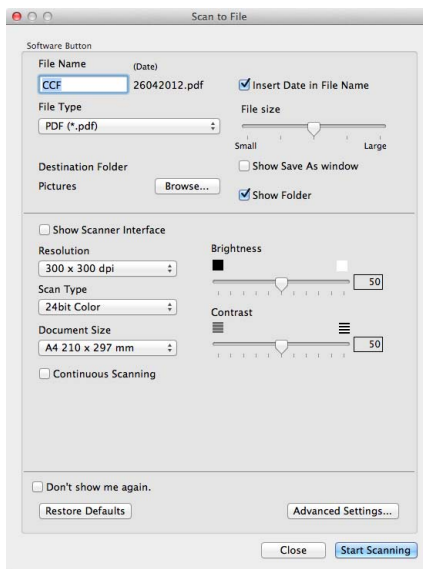 Scan to File
Software Button
File Name (Date)
CCF 26042012.pdf
Insert Date in File Name
File Type
PDF (*.pdf)
File size
Small Large
Destination Folder
Show Save As window
Pictures Browse...
Show Folder
Show Scanner Interface
Resolution
300 x 300 dpi
Scan Type
24bit Color
Document Size
A4 210 x 297 mm
Continuous Scanning
Brightness
50
Contrast
50
Don't show me again.
Restore Defaults Advanced Settings...
Close Start Scanning